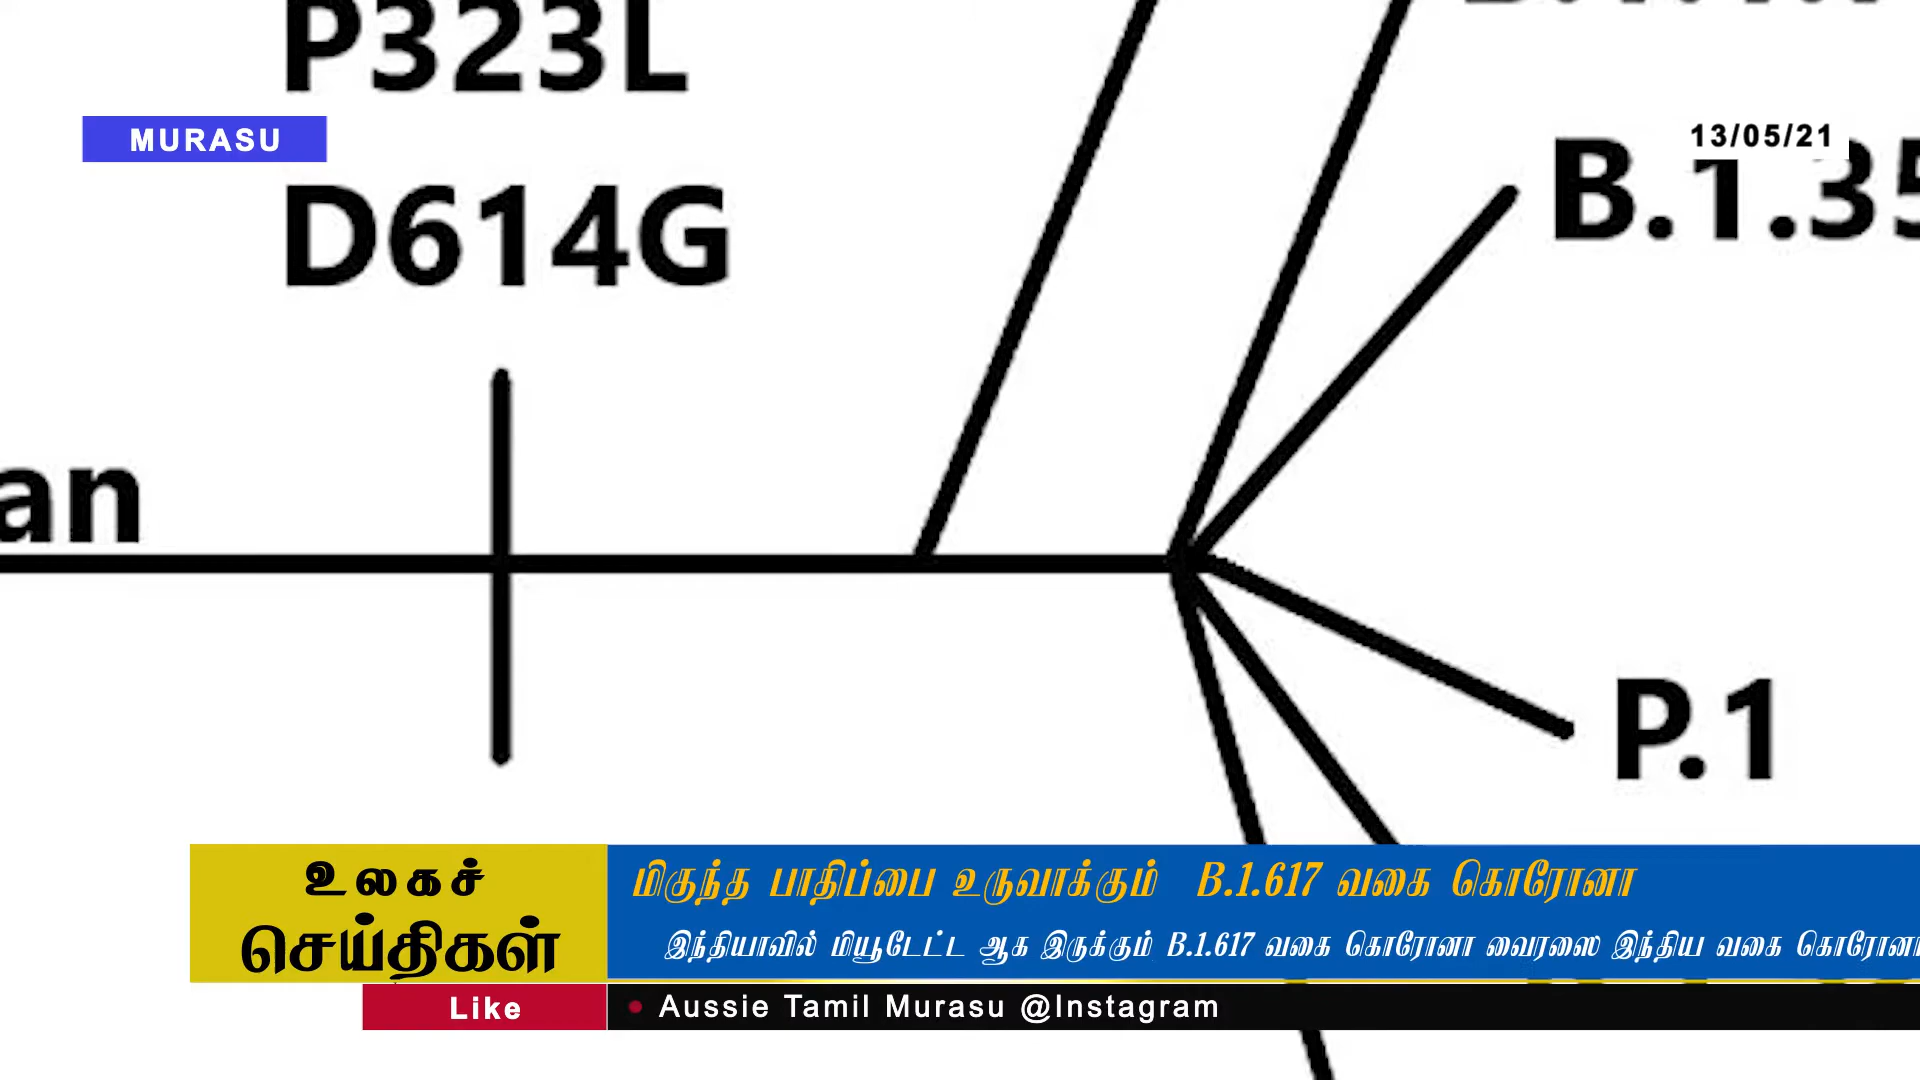 P323L
MURASU
13/05/21
D614G
B.1.35
an
P.1
உலகச்
செய்திகள்
மிகுந்த பாதிப்பை உருவாக்கும் B.1.617 வகை கொரோனா
இந்தியாவில் மியூடேட்ட ஆக இருக்கும் B.1.617 வகை கொரோனா வைரஸை இந்திய வகை கொரோனா
Like
Aussie Tamil Murasu @Instagram